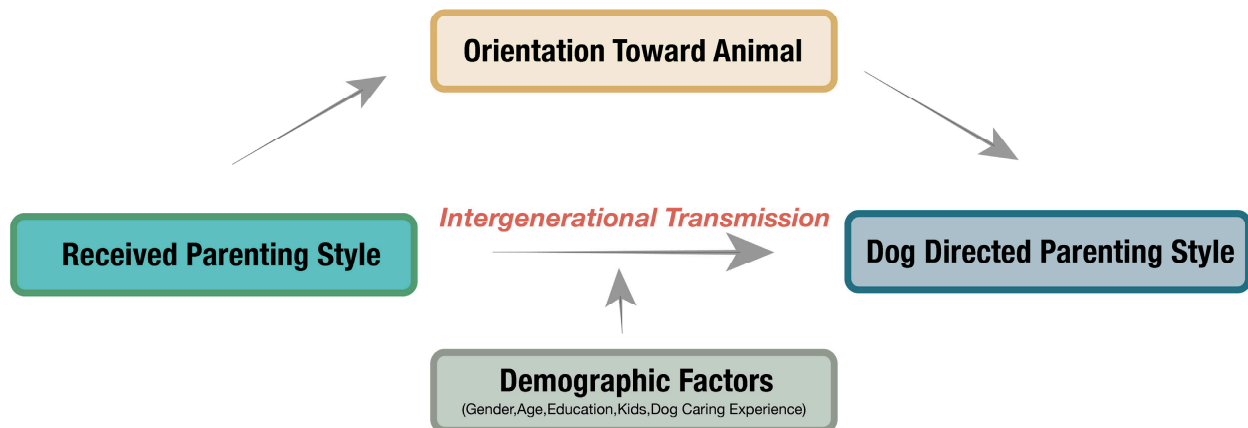 Orientation Toward Animal
Intergenerational Transmission
Received Parenting Style
Dog Directed Parenting Style
Demographic Factors
(Gender,Age,Education,Kids,Dog Caring Experience)